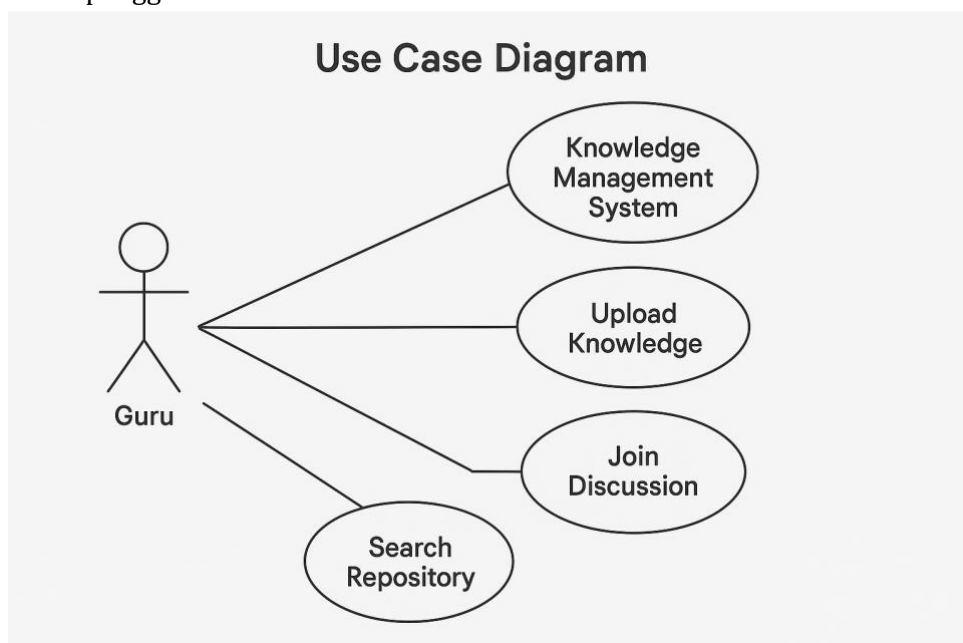 Use Case Diagram
Knowledge
Management
System
Upload
Knowledge
Guru
Join
Discussion
Search
Repository